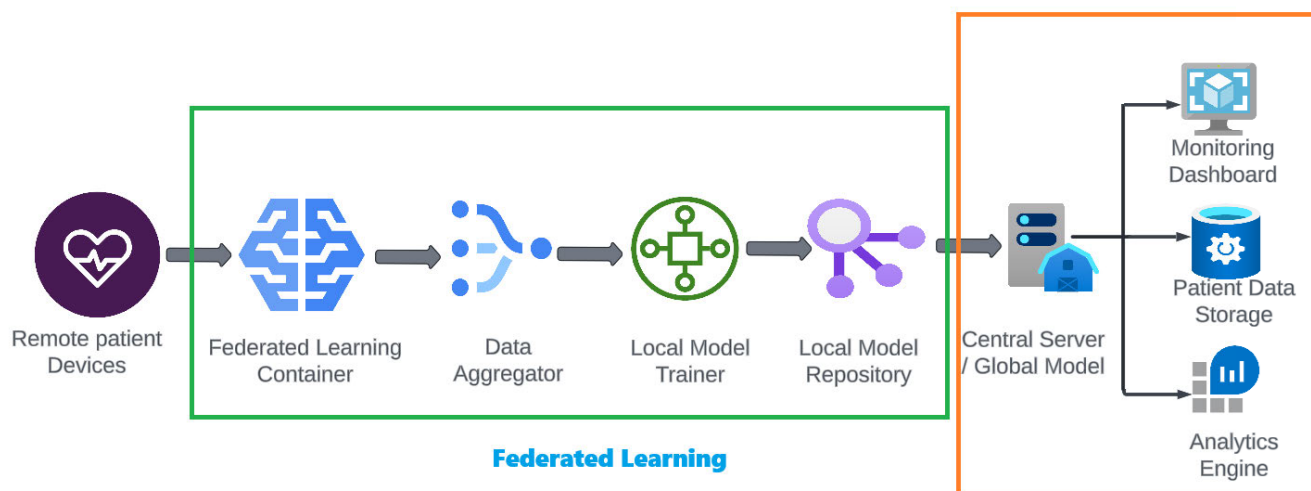 Remote patient
Devices
Federated Learning
Container
Data
Aggregator
Local Model
Trainer
Local Model
Repository
Central Server
/ Global Model
Monitoring
Dashboard
Patient Data
Storage
Analytics
Engine
Federated Learning